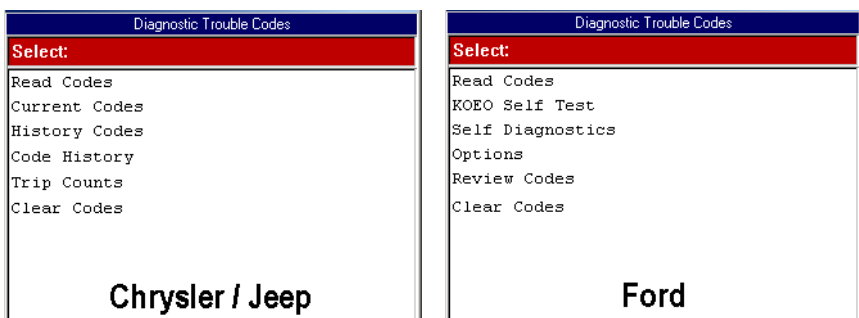 Diagnostic Trouble Codes
Select:
Read Codes
Current Codes
History Codes
Code History
Trip Counts
Clear Codes
Chrysler / Jeep
Diagnostic Trouble Codes
Select:
Read Codes
KOEO Self Test
Self Diagnostics
Options
Review Codes
Clear Codes
Ford